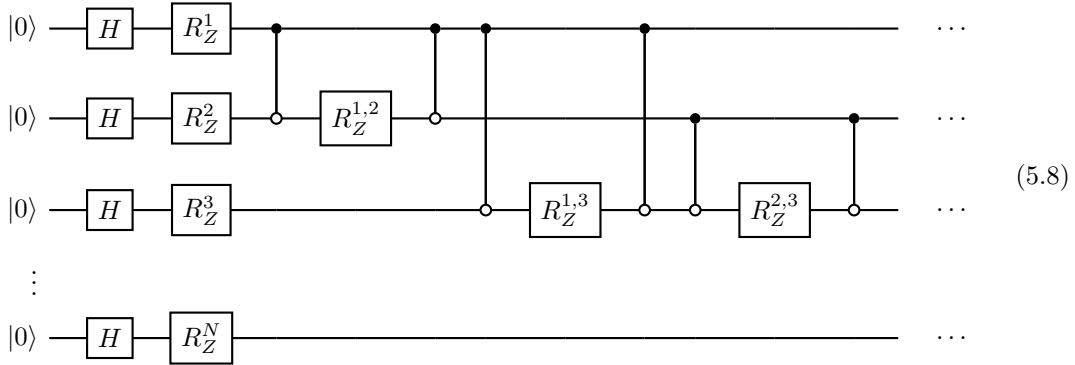 |0⟩ H R_Z^1 ···
|0⟩ H R_Z^2 R_Z^{1,2} ···
(5.8)
|0⟩ H R_Z^3 R_Z^{1,3} R_Z^{2,3} ···
⋮
|0⟩ H R_Z^N ···